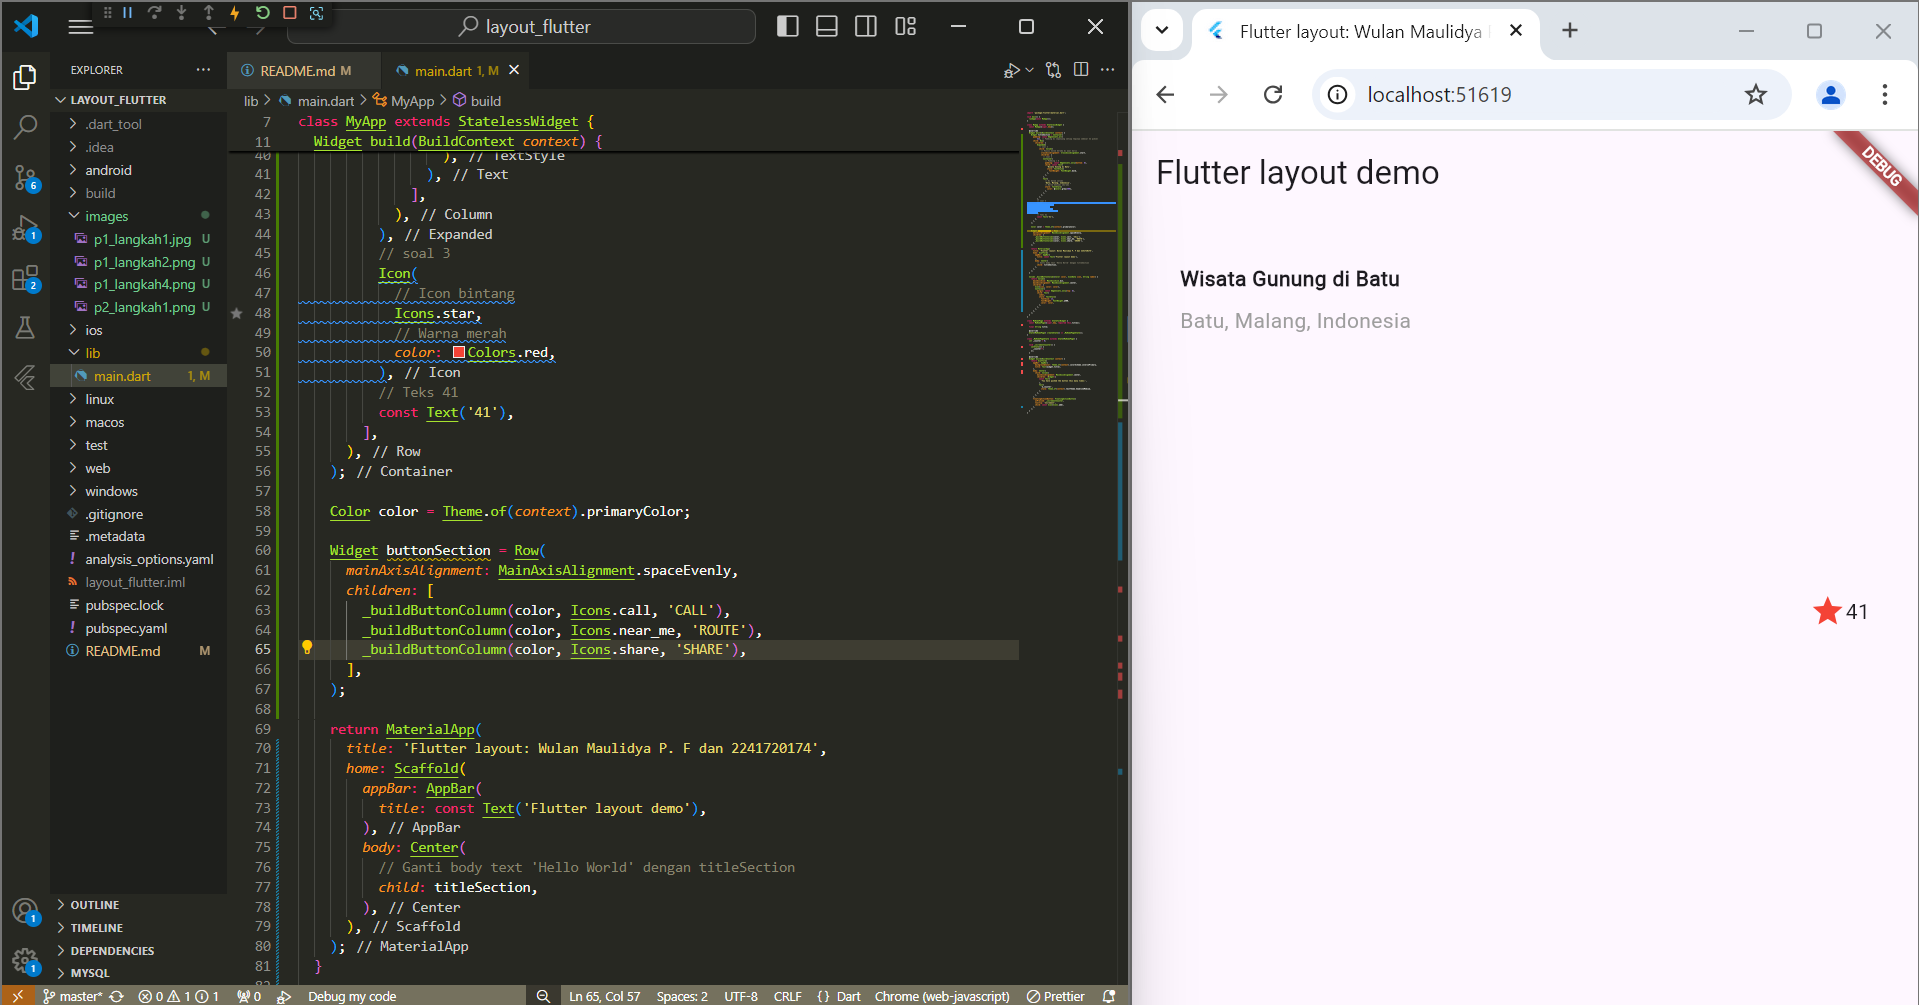 layout_flutter
EXPLORER
README.md M
main.dart 1, M
LAYOUT_FLUTTER
.dart_tool
.idea
android
build
images
p1_langkah1.jpg U
p1_langkah2.png U
p1_langkah4.png U
p2_langkah1.png U
ios
lib
main.dart 1, M
linux
macos
test
web
windows
.gitignore
.metadata
analysis_options.yaml
layout_flutter.iml
pubspec.lock
pubspec.yaml
README.md M
OUTLINE
TIMELINE
DEPENDENCIES
MYSQL
6
1
2
1
1
lib > main.dart > MyApp > build
7 class MyApp extends StatelessWidget {
11 Widget build(BuildContext context) {
40 ), // TextStyle
41 ), // Text
42 ],
43 ), // Column
44 ), // Expanded
45 // soal 3
46 Icon(
47 // Icon bintang
48 Icons.star,
49 // Warna merah
50 color: Colors.red,
51 ), // Icon
52 // Teks 41
53 const Text('41'),
54 ],
55 ), // Row
56 ); // Container
57
58 Color color = Theme.of(context).primaryColor;
59
60 Widget buttonSection = Row(
61 mainAxisAlignment: MainAxisAlignment.spaceEvenly,
62 children: [
63 _buildButtonColumn(color, Icons.call, 'CALL'),
64 _buildButtonColumn(color, Icons.near_me, 'ROUTE'),
65 _buildButtonColumn(color, Icons.share, 'SHARE'),
66 ],
67 );
68
69 return MaterialApp(
70 title: 'Flutter layout: Wulan Maulidya P. F dan 2241720174',
71 home: Scaffold(
72 appBar: AppBar(
73 title: const Text('Flutter layout demo'),
74 ), // AppBar
75 body: Center(
76 // Ganti body text 'Hello World' dengan titleSection
77 child: titleSection,
78 ), // Center
79 ), // Scaffold
80 ); // MaterialApp
81 }
master* 0 1 1 0 Debug my code Ln 65, Col 57 Spaces: 2 UTF-8 CRLF {} Dart Chrome (web-javascript) Prettier
Flutter layout: Wulan Maulidya
localhost:51619
DEBUG
Flutter layout demo
Wisata Gunung di Batu
Batu, Malang, Indonesia
41